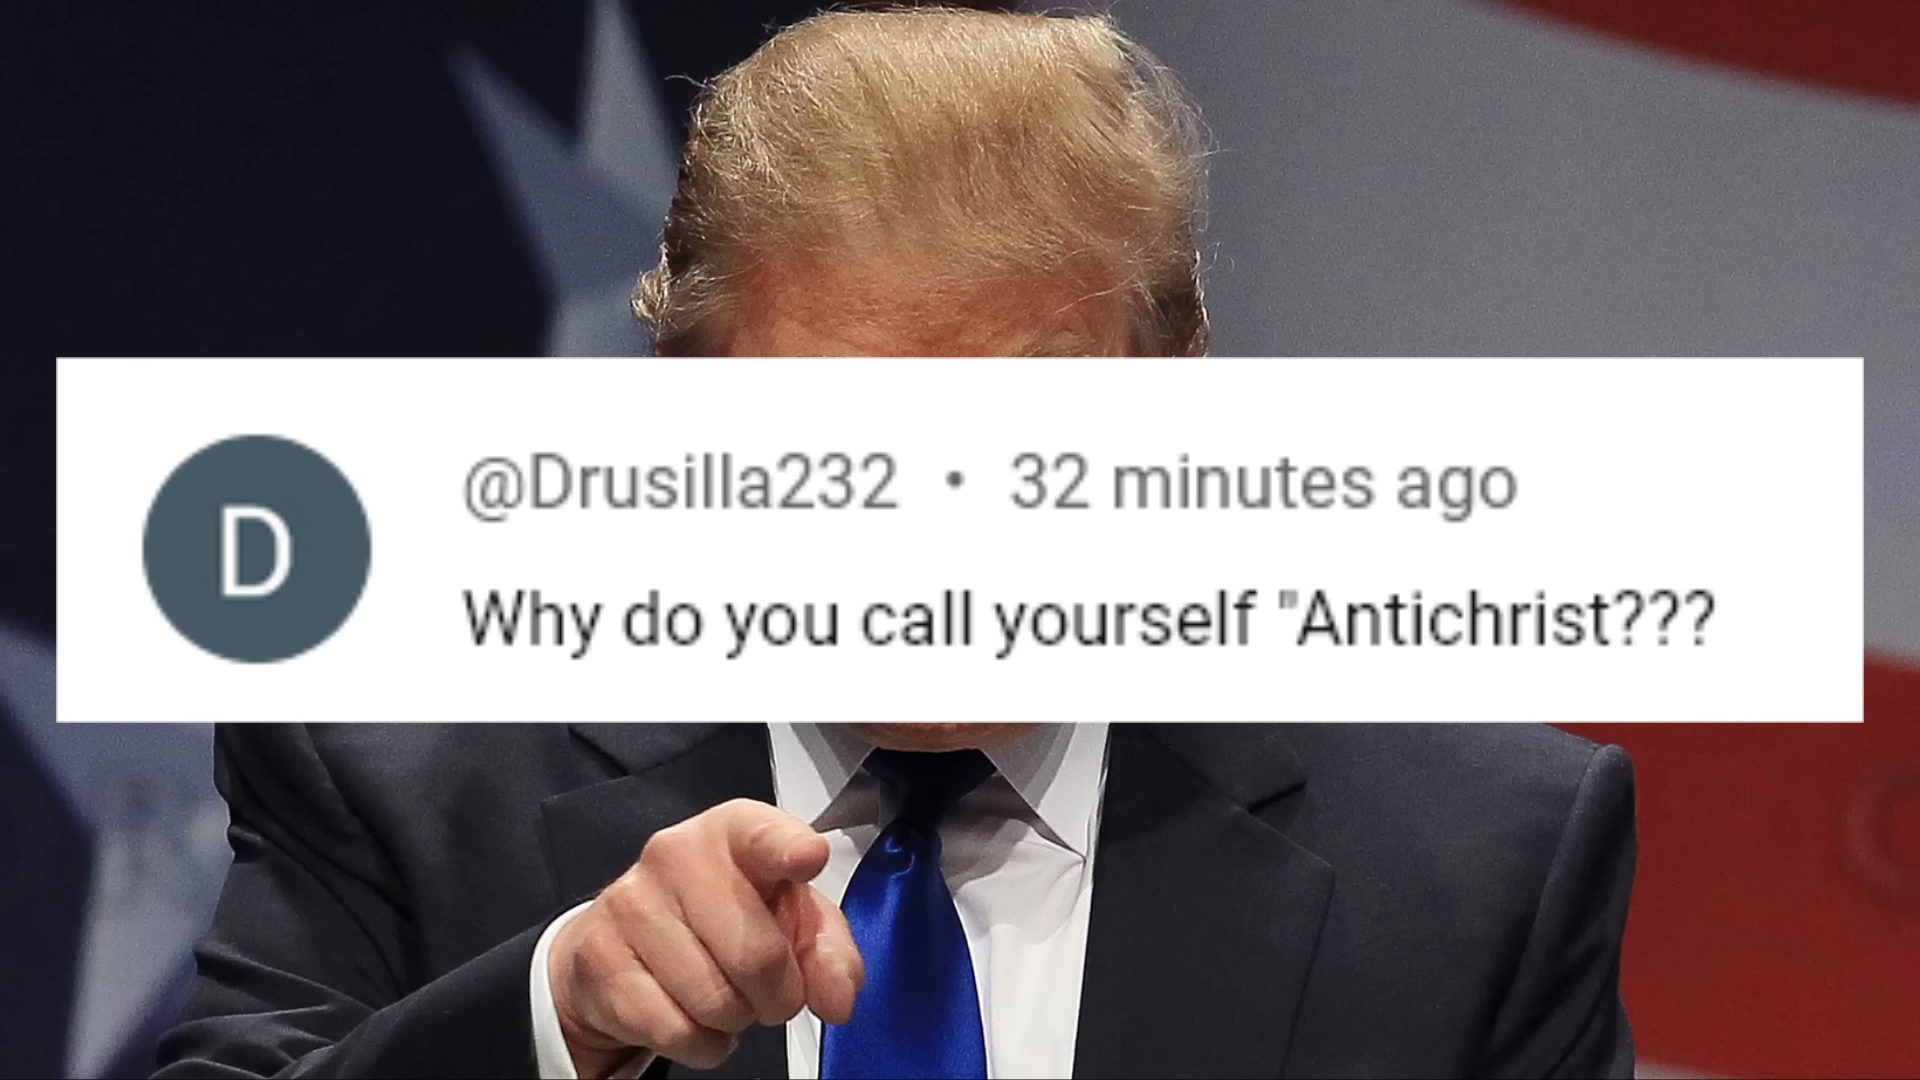 D
@Drusilla232 • 32 minutes ago
Why do you call yourself "Antichrist???